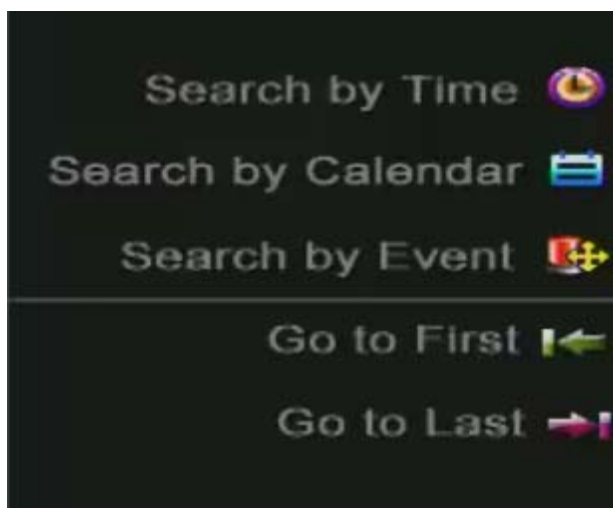 Search by Time
Search by Calendar
Search by Event
Go to First
Go to Last